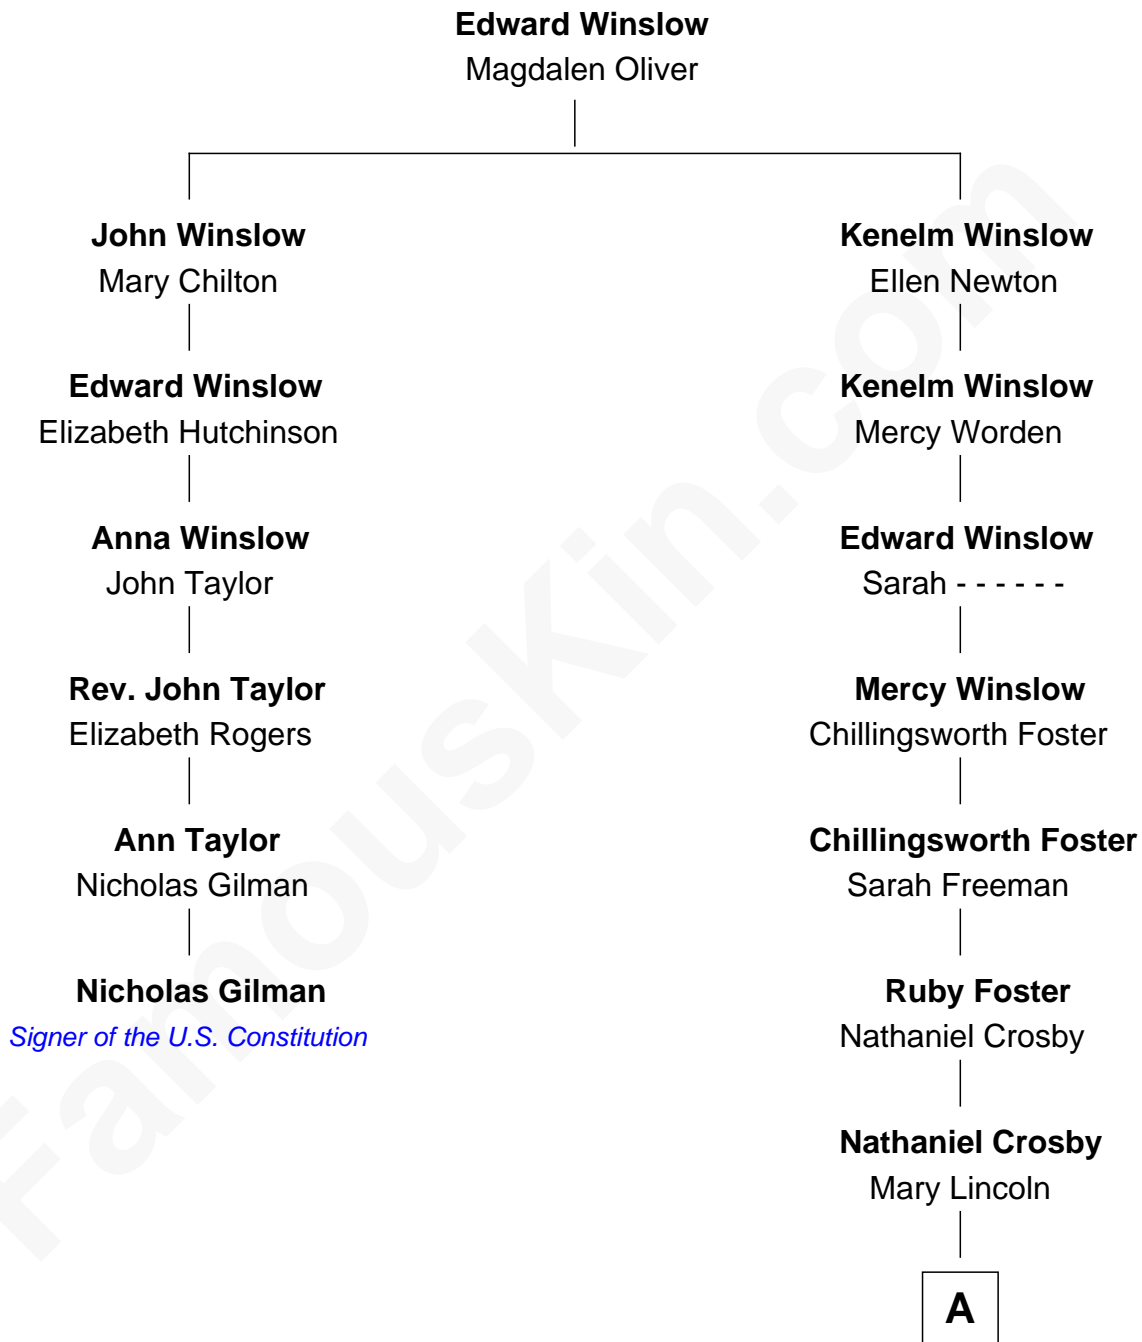 Edward Winslow
Magdalen Oliver
John Winslow
Mary Chilton
Edward Winslow
Elizabeth Hutchinson
Anna Winslow
John Taylor
Rev. John Taylor
Elizabeth Rogers
Ann Taylor
Nicholas Gilman
Nicholas Gilman
Signer of the U.S. Constitution
Kenelm Winslow
Ellen Newton
Kenelm Winslow
Mercy Worden
Edward Winslow
Sarah - - - - - -
Mercy Winslow
Chillingsworth Foster
Chillingsworth Foster
Sarah Freeman
Ruby Foster
Nathaniel Crosby
Nathaniel Crosby
Mary Lincoln
A
FamousKin.com